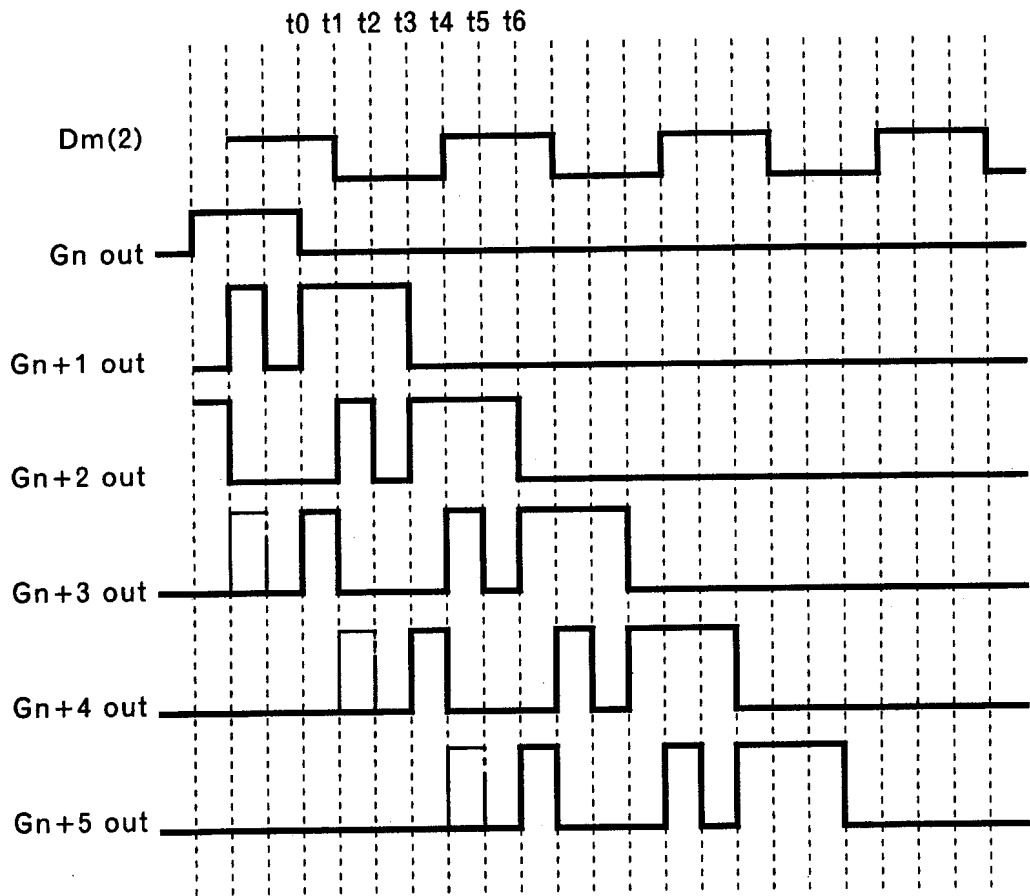 t0 t1 t2 t3 t4 t5 t6
Dm(2)
Gn out
Gn+1 out
Gn+2 out
Gn+3 out
Gn+4 out
Gn+5 out